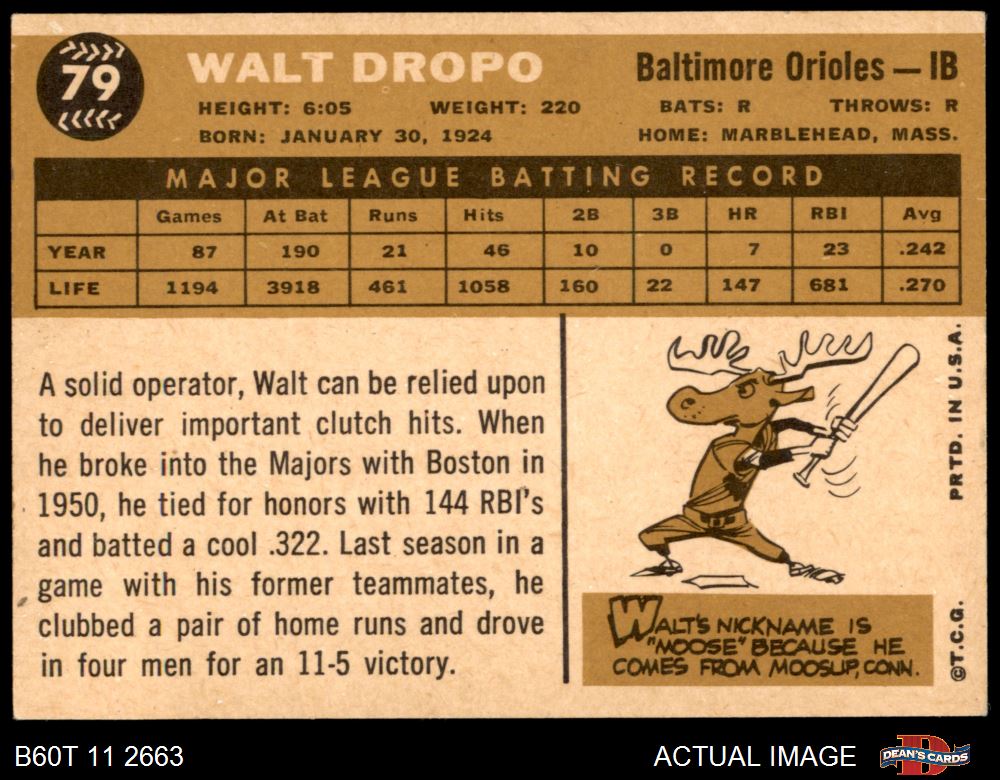 79
WALT DROPO
Baltimore Orioles — 1B
HEIGHT: 6:05 WEIGHT: 220 BATS: R THROWS: R
BORN: JANUARY 30, 1924 HOME: MARBLEHEAD, MASS.
MAJOR LEAGUE BATTING RECORD
Games At Bat Runs Hits 2B 3B HR RBI Avg
YEAR 87 190 21 46 10 0 7 23 .242
LIFE 1194 3918 461 1058 160 22 147 681 .270
A solid operator, Walt can be relied upon
to deliver important clutch hits. When
he broke into the Majors with Boston in
1950, he tied for honors with 144 RBI's
and batted a cool .322. Last season in a
game with his former teammates, he
clubbed a pair of home runs and drove
in four men for an 11-5 victory.
WALT'S NICKNAME IS
"MOOSE" BECAUSE HE
COMES FROM MOOSUP, CONN.
©T.C.G. PRTD. IN U.S.A.
B60T 11 2663
ACTUAL IMAGE
DEAN'S CARDS